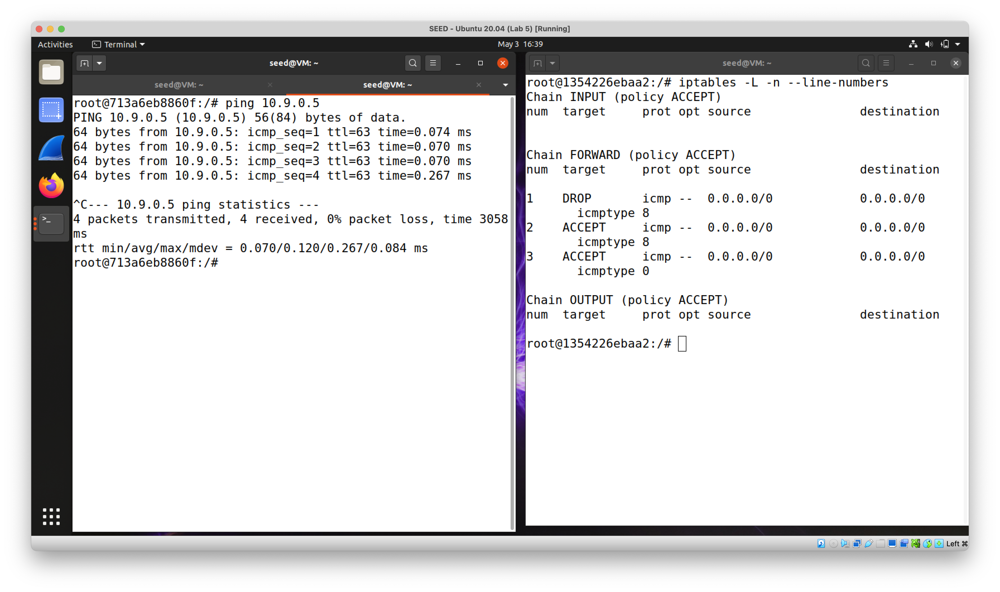 SEED - Ubuntu 20.04 (Lab 5) [Running]
Activities
Terminal
May 3 16:39
seed@VM: ~
seed@VM: ~
seed@VM: ~
root@713a6eb8860f:/# ping 10.9.0.5
PING 10.9.0.5 (10.9.0.5) 56(84) bytes of data.
64 bytes from 10.9.0.5: icmp_seq=1 ttl=63 time=0.074 ms
64 bytes from 10.9.0.5: icmp_seq=2 ttl=63 time=0.070 ms
64 bytes from 10.9.0.5: icmp_seq=3 ttl=63 time=0.070 ms
64 bytes from 10.9.0.5: icmp_seq=4 ttl=63 time=0.267 ms
^C--- 10.9.0.5 ping statistics ---
4 packets transmitted, 4 received, 0% packet loss, time 3058
ms
rtt min/avg/max/mdev = 0.070/0.120/0.267/0.084 ms
root@713a6eb8860f:/#
seed@VM: ~
root@1354226ebaa2:/# iptables -L -n --line-numbers
Chain INPUT (policy ACCEPT)
num  target     prot opt source               destination
Chain FORWARD (policy ACCEPT)
num  target     prot opt source               destination
1    DROP       icmp --  0.0.0.0/0            0.0.0.0/0
icmptype 8
2    ACCEPT     icmp --  0.0.0.0/0            0.0.0.0/0
icmptype 8
3    ACCEPT     icmp --  0.0.0.0/0            0.0.0.0/0
icmptype 0
Chain OUTPUT (policy ACCEPT)
num  target     prot opt source               destination
root@1354226ebaa2:/#
Left ⌘